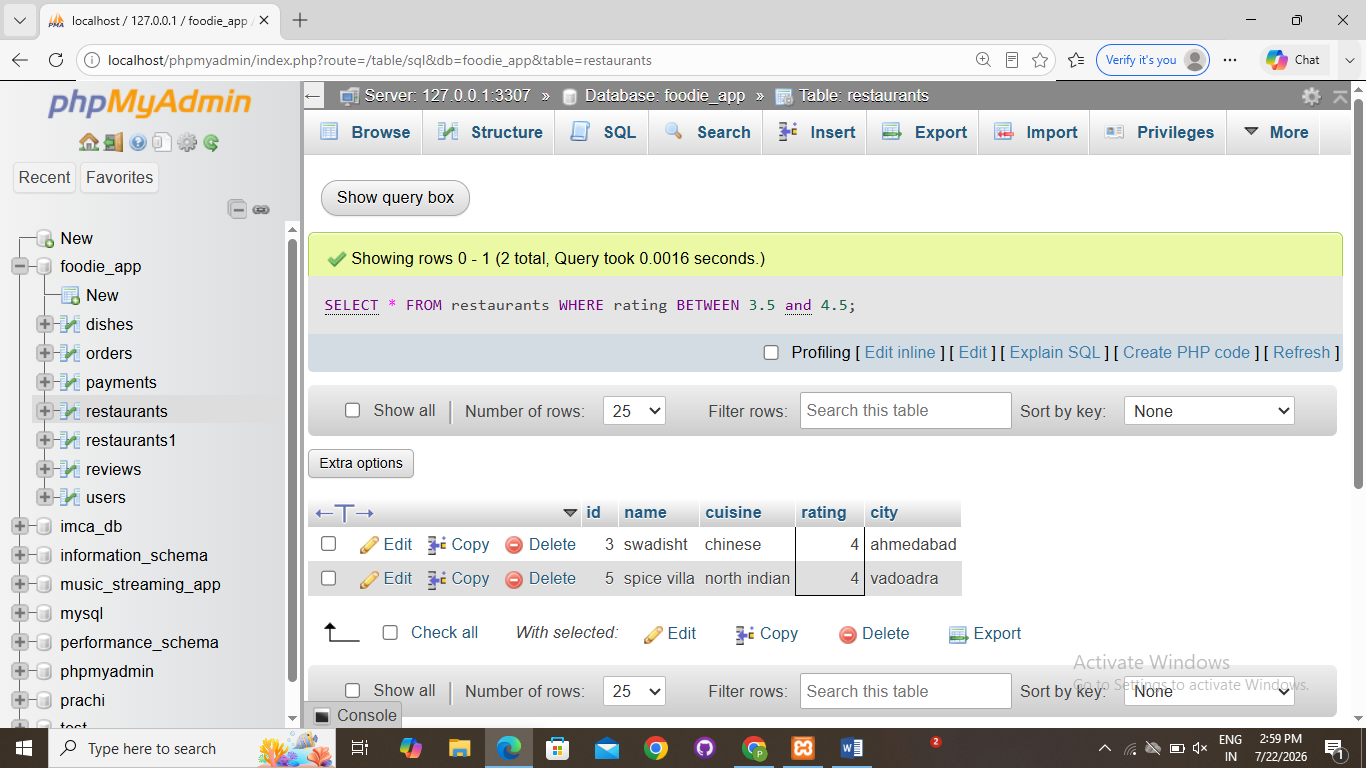 localhost / 127.0.0.1 / foodie_app
localhost/phpmyadmin/index.php?route=/table/sql&db=foodie_app&table=restaurants
Verify it's you
Chat
phpMyAdmin
Recent
Favorites
New
foodie_app
New
dishes
orders
payments
restaurants
restaurants1
reviews
users
imca_db
information_schema
music_streaming_app
mysql
performance_schema
phpmyadmin
prachi
test
Server: 127.0.0.1:3307 » Database: foodie_app » Table: restaurants
Browse Structure SQL Search Insert Export Import Privileges More
Show query box
Showing rows 0 - 1 (2 total, Query took 0.0016 seconds.)
SELECT * FROM restaurants WHERE rating BETWEEN 3.5 and 4.5;
Profiling [ Edit inline ] [ Edit ] [ Explain SQL ] [ Create PHP code ] [ Refresh ]
Show all | Number of rows: 25 Filter rows: Search this table Sort by key: None
Extra options
id name cuisine rating city
Edit Copy Delete 3 swadisht chinese 4 ahmedabad
Edit Copy Delete 5 spice villa north indian 4 vadoadra
Check all With selected: Edit Copy Delete Export
Show all | Number of rows: 25 Filter rows: Search this table Sort by key: None
Activate Windows
Go to Settings to activate Windows.
Console
Type here to search
2
ENG
IN
2:59 PM
7/22/2026
1